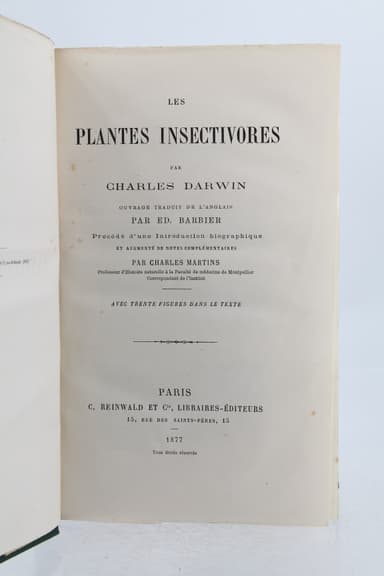 LES
PLANTES INSECTIVORES
PAR
CHARLES DARWIN
OUVRAGE TRADUIT DE L'ANGLAIS
PAR ED. BARBIER
Précédé d'une Introduction biographique
ET AUGMENTÉ DE NOTES COMPLÉMENTAIRES
PAR CHARLES MARTINS
Professeur d'Histoire naturelle à la Faculté de médecine de Montpellier
Correspondant de l'Institut
AVEC TRENTE FIGURES DANS LE TEXTE
PARIS
C. REINWALD ET Cie, LIBRAIRES-ÉDITEURS
15, RUE DES SAINTS-PÈRES, 15
1877
Tous droits réservés